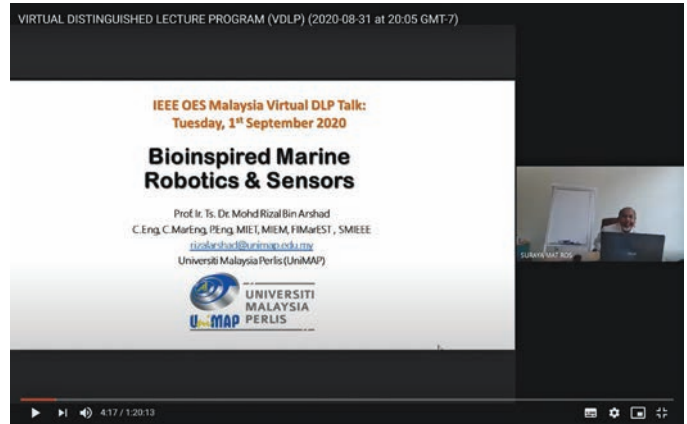 VIRTUAL DISTINGUISHED LECTURE PROGRAM (VDLP) (2020-08-31 at 20:05 GMT-7)
IEEE OES Malaysia Virtual DLP Talk:
Tuesday, 1st September 2020
Bioinspired Marine
Robotics & Sensors
Prof. Ir. Ts. Dr. Mohd Rizal Bin Arshad
C.Eng, C.MarEng, P.Eng, MIET, MIEM, FIMarEST , SMIEEE
rizalarshad@unimap.edu.my
Universiti Malaysia Perlis (UniMAP)
UniMAP
UNIVERSITI
MALAYSIA
PERLIS
SURAYA MAT ROS
4:17 / 1:20:13